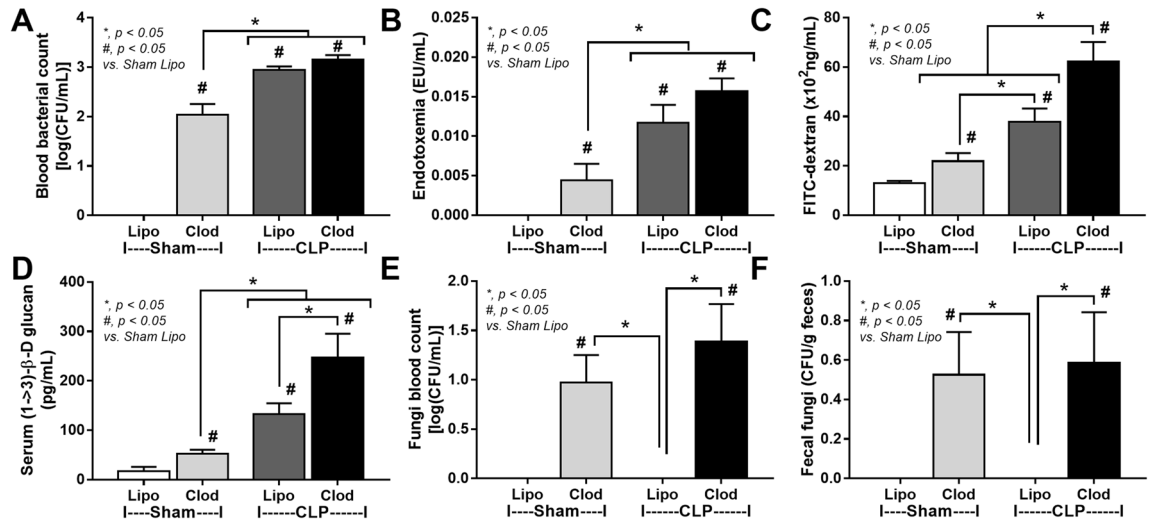 A
Blood bacterial count
[log(CFU/mL)]
4
3
2
1
0
*, p < 0.05
#, p < 0.05
vs. Sham Lipo
*
#
#
#
Lipo Clod Lipo Clod
I----Sham----I I------CLP------I
B
Endotoxemia (EU/mL)
0.025
0.020
0.015
0.010
0.005
0.000
*, p < 0.05
#, p < 0.05
vs. Sham Lipo
*
#
#
#
Lipo Clod Lipo Clod
I----Sham----I I------CLP------I
C
FITC-dextran (x10²ng/mL)
80
60
40
20
0
*, p < 0.05
#, p < 0.05
vs. Sham Lipo
*
#
*
#
#
Lipo Clod Lipo Clod
I----Sham----I I------CLP------I
D
Serum (1->3)-β-D glucan
(pg/mL)
400
300
200
100
0
*, p < 0.05
#, p < 0.05
vs. Sham Lipo
*
*
#
#
#
Lipo Clod Lipo Clod
I----Sham----I I------CLP------I
E
Fungi blood count
[log(CFU/mL)]
2.0
1.5
1.0
0.5
0.0
*, p < 0.05
#, p < 0.05
vs. Sham Lipo
*
#
*
#
Lipo Clod Lipo Clod
I----Sham----I I------CLP------I
F
Fecal fungi (CFU/g feces)
1.0
0.8
0.6
0.4
0.2
0.0
*, p < 0.05
#, p < 0.05
vs. Sham Lipo
*
#
*
#
Lipo Clod Lipo Clod
I----Sham----I I------CLP------I